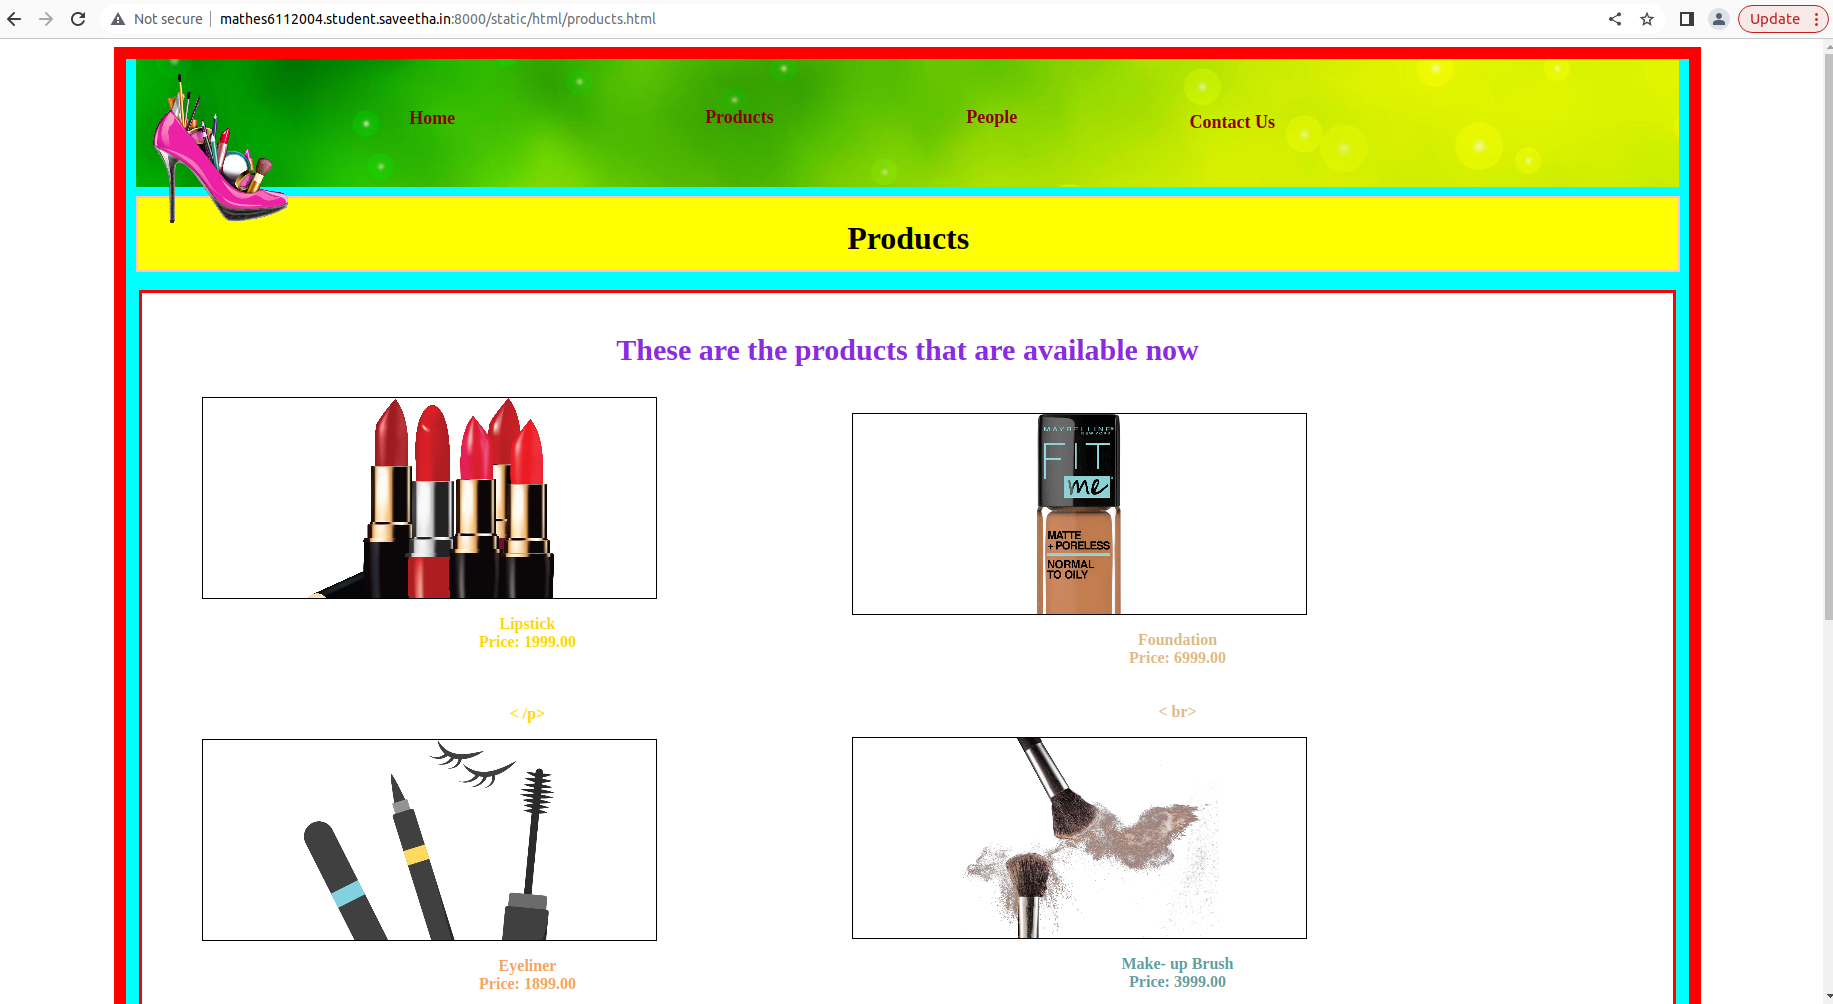 Not secure | mathes6112004.student.saveetha.in:8000/static/html/products.html
Update
Home Products People Contact Us
Products
These are the products that are available now
MAYBELLINE
NEW YORK
FIT
me
MATTE
+ PORELESS
NORMAL
TO OILY
Lipstick
Price: 1999.00
Foundation
Price: 6999.00
< /p>
< br>
Eyeliner
Price: 1899.00
Make- up Brush
Price: 3999.00